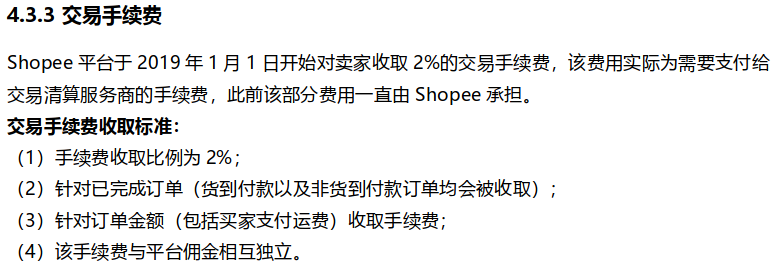 4.3.3 交易手续费
Shopee 平台于 2019 年 1 月 1 日开始对卖家收取 2%的交易手续费，该费用实际为需要支付给
交易清算服务商的手续费，此前该部分费用一直由 Shopee 承担。
交易手续费收取标准：
（1）手续费收取比例为 2%；
（2）针对已完成订单（货到付款以及非货到付款订单均会被收取）；
（3）针对订单金额（包括买家支付运费）收取手续费；
（4）该手续费与平台佣金相互独立。